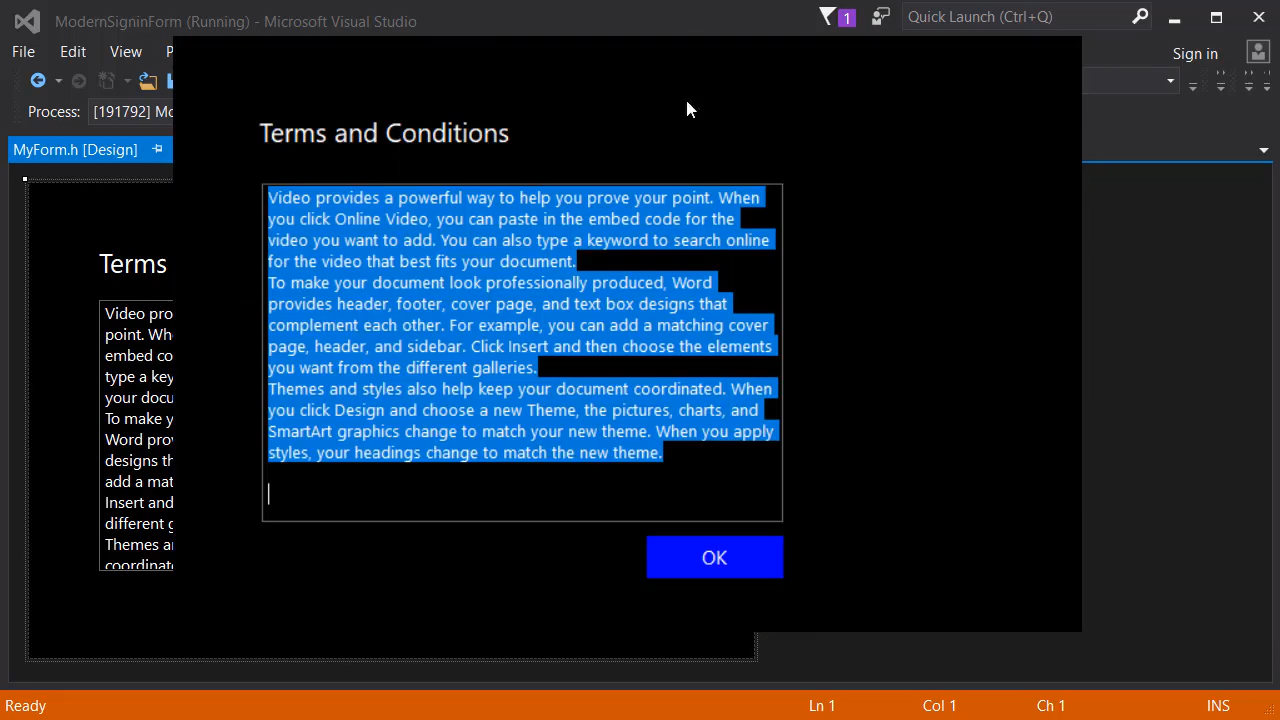 ModernSigninForm (Running) - Microsoft Visual Studio
1
Quick Launch (Ctrl+Q)
File
Edit
View
Sign in
Process:
[191792]
MyForm.h [Design]
Terms and Conditions
Video provides a powerful way to help you prove your point. When
you click Online Video, you can paste in the embed code for the
video you want to add. You can also type a keyword to search online
for the video that best fits your document.
To make your document look professionally produced, Word
provides header, footer, cover page, and text box designs that
complement each other. For example, you can add a matching cover
page, header, and sidebar. Click Insert and then choose the elements
you want from the different galleries.
Themes and styles also help keep your document coordinated. When
you click Design and choose a new Theme, the pictures, charts, and
SmartArt graphics change to match your new theme. When you apply
styles, your headings change to match the new theme.
OK
Terms
Video
point.
embed
type a
your
To make
Word
designs
add a
Insert and
different
Themes
Ready
Ln 1
Col 1
Ch 1
INS